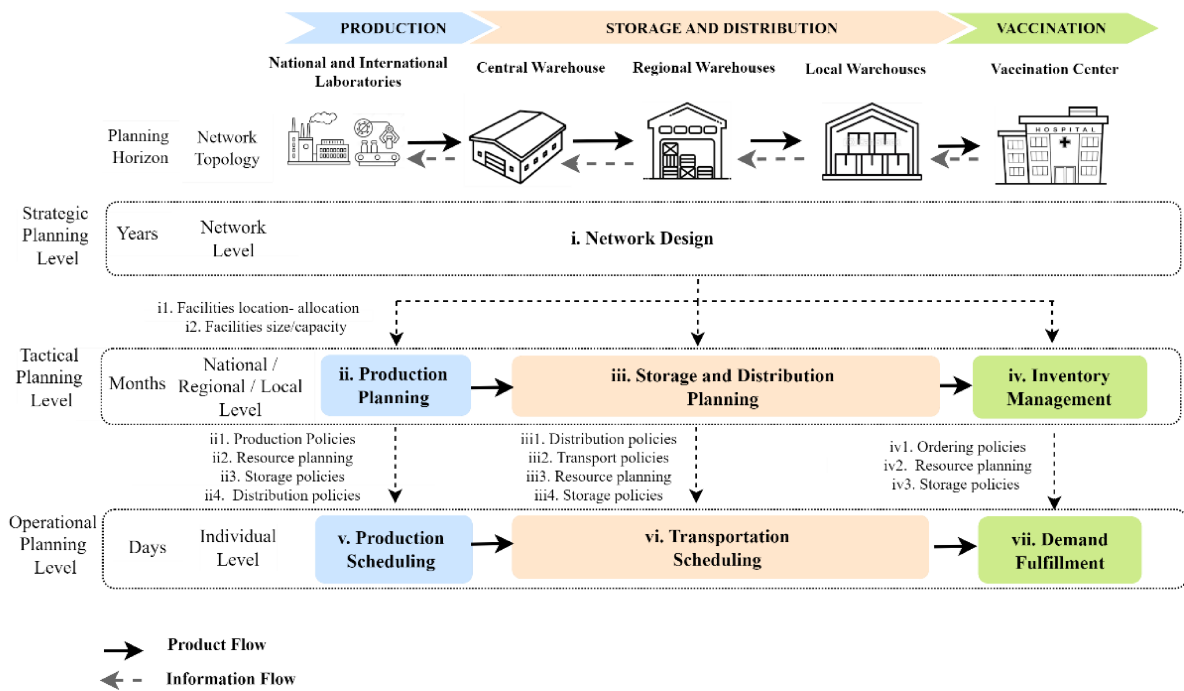 PRODUCTION
STORAGE AND DISTRIBUTION
VACCINATION
National and International
Laboratories
Central Warehouse
Regional Warehouses
Local Warehouses
Vaccination Center
Planning
Horizon
Network
Topology
HOSPITAL
Strategic
Planning
Level
Years
Network
Level
i. Network Design
i1. Facilities location- allocation
i2. Facilities size/capacity
Tactical
Planning
Level
Months
National /
Regional / Local
Level
ii. Production
Planning
iii. Storage and Distribution
Planning
iv. Inventory
Management
ii1. Production Policies
ii2. Resource planning
ii3. Storage policies
ii4. Distribution policies
iii1. Distribution policies
iii2. Transport policies
iii3. Resource planning
iii4. Storage policies
iv1. Ordering policies
iv2. Resource planning
iv3. Storage policies
Operational
Planning
Level
Days
Individual
Level
v. Production
Scheduling
vi. Transportation
Scheduling
vii. Demand
Fulfillment
Product Flow
Information Flow